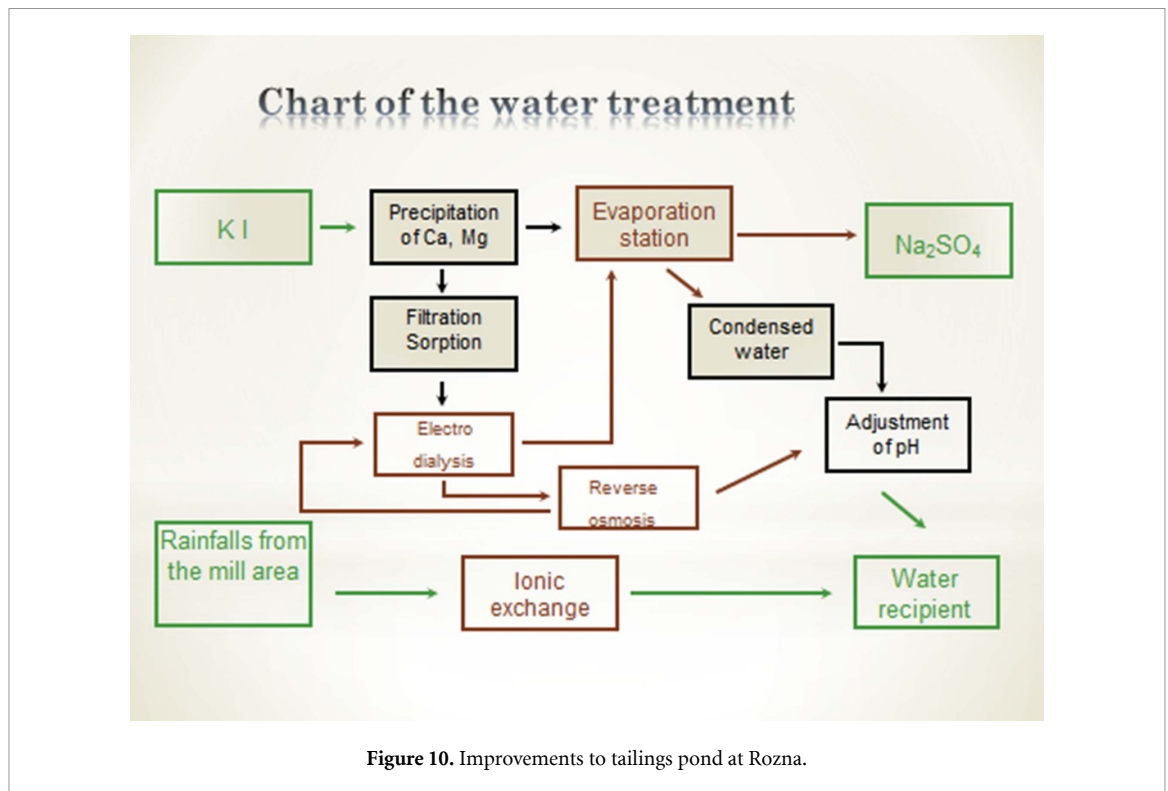 Chart of the water treatment
K I
Precipitation
of Ca, Mg
Evaporation
station
Na₂SO₄
Filtration
Sorption
Condensed
water
Electro
dialysis
Adjustment
of pH
Reverse
osmosis
Rainfalls from
the mill area
Ionic
exchange
Water
recipient
Figure 10. Improvements to tailings pond at Rozna.